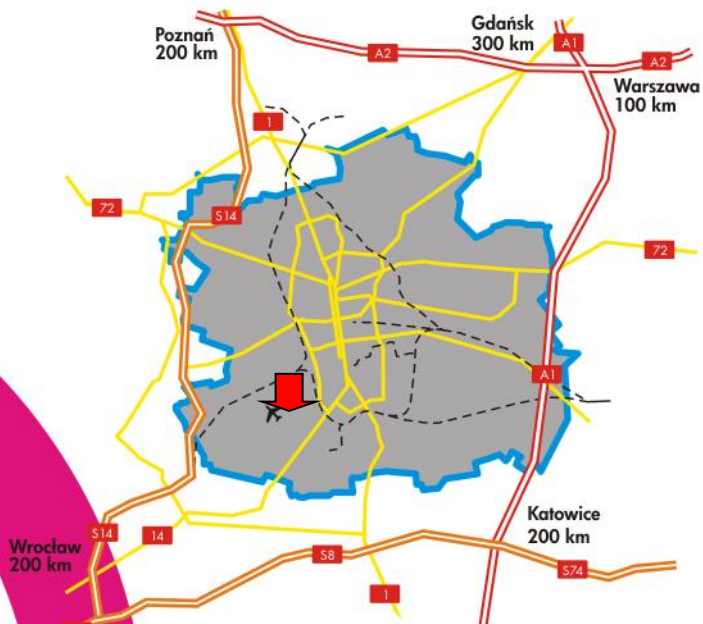 Poznań
200 km
Gdańsk
300 km
A1
A2
A2
Warszawa
100 km
1
72
S14
72
A1
S14
14
Wrocław
200 km
Katowice
200 km
S8
S74
1